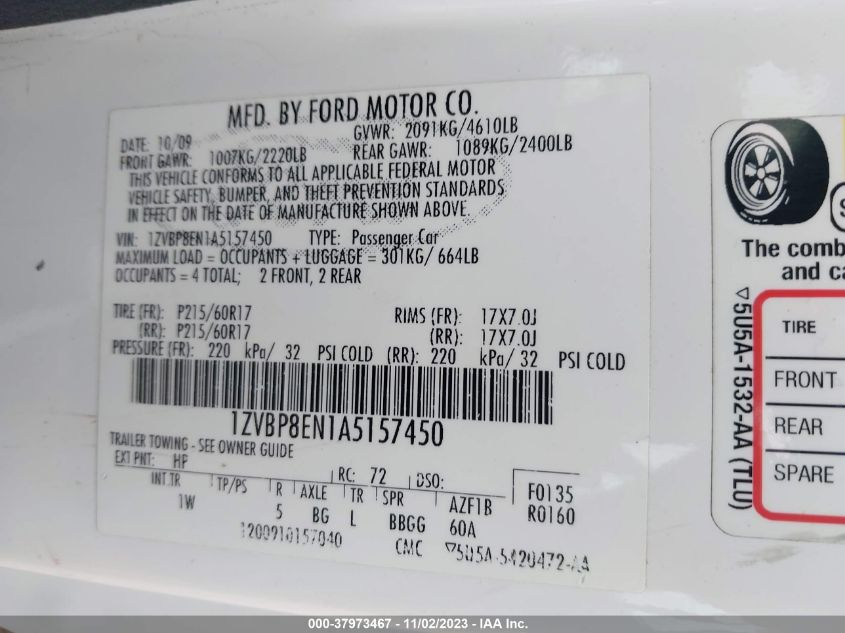 MFD. BY FORD MOTOR CO.
DATE: 10/09 GVWR: 2091KG/4610LB
FRONT GAWR: 1007KG/2220LB REAR GAWR: 1089KG/2400LB
THIS VEHICLE CONFORMS TO ALL APPLICABLE FEDERAL MOTOR
VEHICLE SAFETY, BUMPER, AND THEFT PREVENTION STANDARDS
IN EFFECT ON THE DATE OF MANUFACTURE SHOWN ABOVE.
VIN: 1ZVBP8EN1A5157450 TYPE: Passenger Car
MAXIMUM LOAD = OCCUPANTS + LUGGAGE = 301KG/ 664LB
OCCUPANTS = 4 TOTAL; 2 FRONT, 2 REAR
TIRE (FR): P215/60R17 RIMS (FR): 17X7.0J
(RR): P215/60R17 (RR): 17X7.0J
PRESSURE (FR): 220 kPa/ 32 PSI COLD (RR): 220 kPa/ 32 PSI COLD
1ZVBP8EN1A5157450
TRAILER TOWING - SEE OWNER GUIDE
EXT PNT: HP RC: 72 DSO:
INT TR TP/PS R AXLE TR SPR AZF1B F0135
1W 5 BG L BBGG 60A R0160
1200910157040 CMC ▽5U5A-5420472-AA
S
The comb
and ca
▽5U5A-1532-AA (TLU)
TIRE
FRONT
REAR
SPARE
000-37973467 - 11/02/2023 - IAA Inc.